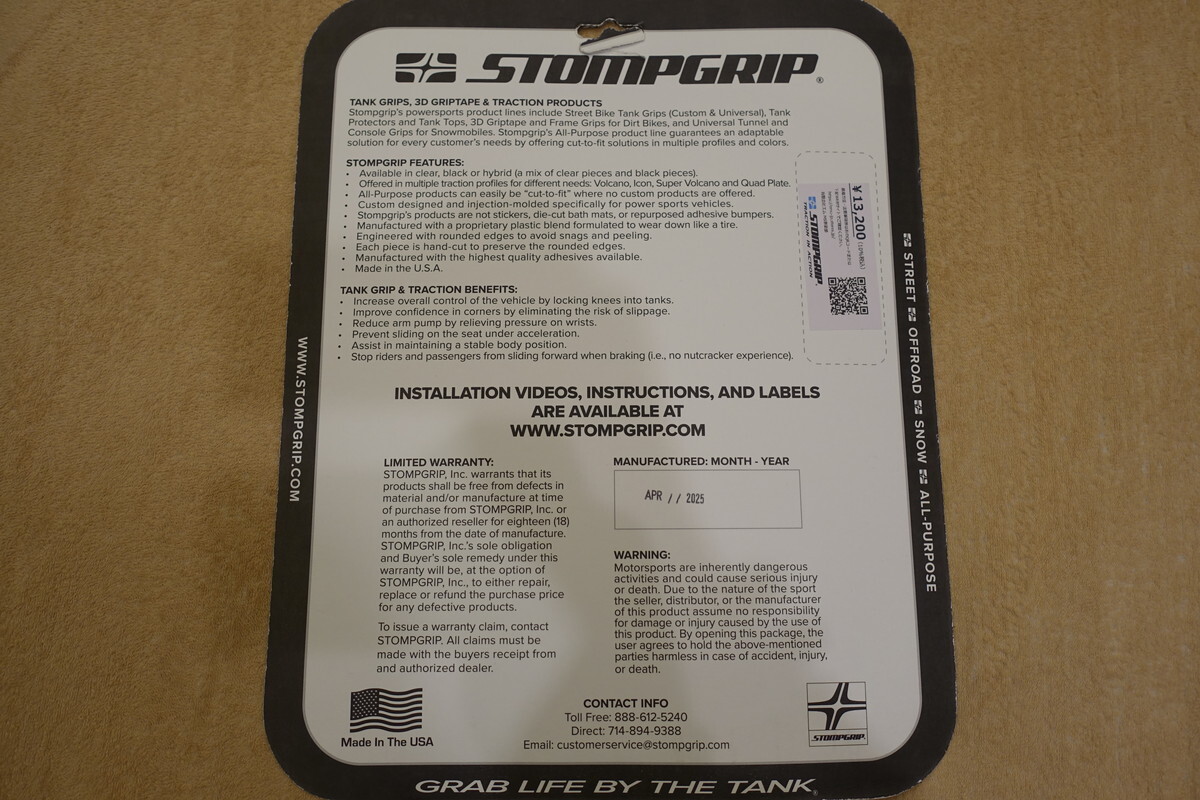 STOMPGRIP®
TANK GRIPS, 3D GRIPTAPE & TRACTION PRODUCTS
Stompgrip's powersports product lines include Street Bike Tank Grips (Custom & Universal), Tank
Protectors and Tank Tops, 3D Griptape and Frame Grips for Dirt Bikes, and Universal Tunnel and
Console Grips for Snowmobiles. Stompgrip's All-Purpose product line guarantees an adaptable
solution for every customer's needs by offering cut-to-fit solutions in multiple profiles and colors.
STOMPGRIP FEATURES:
• Available in clear, black or hybrid (a mix of clear pieces and black pieces).
• Offered in multiple traction profiles for different needs: Volcano, Icon, Super Volcano and Quad Plate.
• All-Purpose products can easily be "cut-to-fit" where no custom products are offered.
• Custom designed and injection-molded specifically for power sports vehicles.
• Stompgrip's products are not stickers, die-cut bath mats, or repurposed adhesive bumpers.
• Manufactured with a proprietary plastic blend formulated to wear down like a tire.
• Engineered with rounded edges to avoid snags and peeling.
• Each piece is hand-cut to preserve the rounded edges.
• Manufactured with the highest quality adhesives available.
• Made in the U.S.A.
TANK GRIP & TRACTION BENEFITS:
• Increase overall control of the vehicle by locking knees into tanks.
• Improve confidence in corners by eliminating the risk of slippage.
• Reduce arm pump by relieving pressure on wrists.
• Prevent sliding on the seat under acceleration.
• Assist in maintaining a stable body position.
• Stop riders and passengers from sliding forward when braking (i.e., no nutcracker experience).
¥13,200
STOMPGRIP
TRACTION IN ACTION
INSTALLATION VIDEOS, INSTRUCTIONS, AND LABELS
ARE AVAILABLE AT
WWW.STOMPGRIP.COM
LIMITED WARRANTY:
STOMPGRIP, Inc. warrants that its
products shall be free from defects in
material and/or manufacture at time
of purchase from STOMPGRIP, Inc. or
an authorized reseller for eighteen (18)
months from the date of manufacture.
STOMPGRIP, Inc.'s sole obligation
and Buyer's sole remedy under this
warranty will be, at the option of
STOMPGRIP, Inc., to either repair,
replace or refund the purchase price
for any defective products.
To issue a warranty claim, contact
STOMPGRIP. All claims must be
made with the buyers receipt from
and authorized dealer.
MANUFACTURED: MONTH - YEAR
APR // 2025
WARNING:
Motorsports are inherently dangerous
activities and could cause serious injury
or death. Due to the nature of the sport
the seller, distributor, or the manufacturer
of this product assume no responsibility
for damage or injury caused by the use of
this product. By opening this package, the
user agrees to hold the above-mentioned
parties harmless in case of accident, injury,
or death.
Made In The USA
CONTACT INFO
Toll Free: 888-612-5240
Direct: 714-894-9388
Email: customerservice@stompgrip.com
STOMPGRIP
WWW.STOMPGRIP.COM
STREET OFFROAD SNOW ALL-PURPOSE
GRAB LIFE BY THE TANK